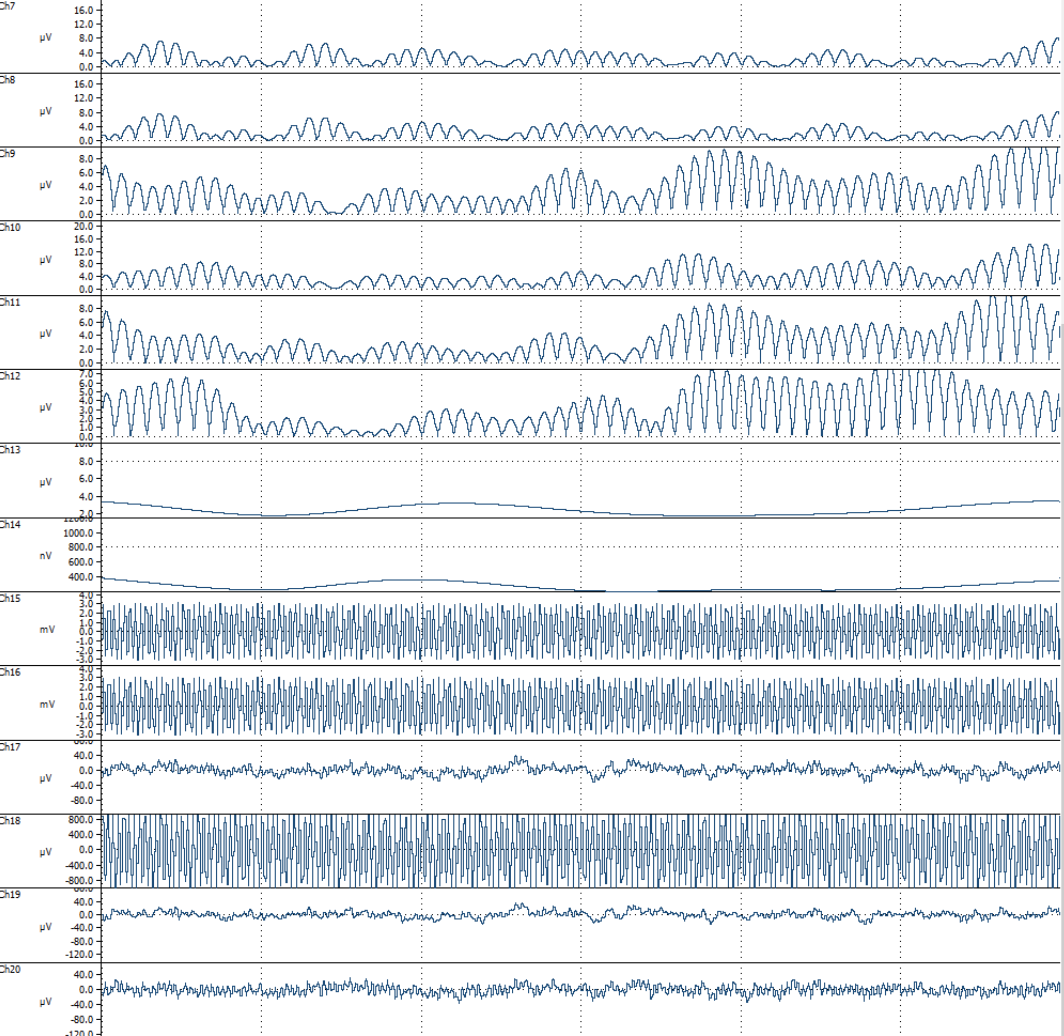 Ch7
16.0
12.0
µV
8.0
4.0
0.0
Ch8
16.0
12.0
µV
8.0
4.0
0.0
Ch9
8.0
6.0
µV
4.0
2.0
0.0
Ch10
20.0
16.0
12.0
µV
8.0
4.0
0.0
Ch11
8.0
6.0
µV
4.0
2.0
0.0
Ch12
7.0
6.0
5.0
4.0
µV
3.0
2.0
1.0
0.0
Ch13
8.0
µV
4.0
2.0
Ch14
1200.0
1000.0
800.0
nV
600.0
400.0
Ch15
4.0
3.0
2.0
1.0
mV
0.0
-1.0
-2.0
-3.0
Ch16
4.0
3.0
2.0
1.0
mV
0.0
-1.0
-2.0
-3.0
Ch17
40.0
0.0
µV
-40.0
-80.0
Ch18
800.0
400.0
µV
0.0
-400.0
-800.0
Ch19
40.0
0.0
µV
-40.0
-80.0
-120.0
Ch20
40.0
0.0
µV
-40.0
-80.0
-120.0